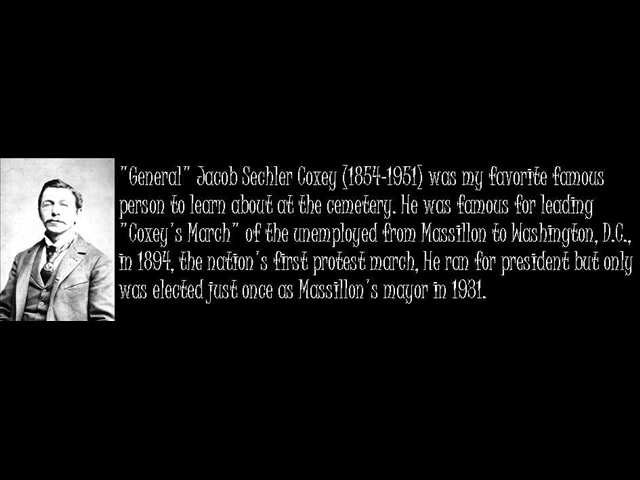 "General" Jacob Sechler Coxey (1854-1951) was my favorite famous
person to learn about at the cemetery. He was famous for leading
"Coxey's March" of the unemployed from Massillon to Washington, D.C.,
in 1894, the nation's first protest march, He ran for president but only
was elected just once as Massillon's mayor in 1931.